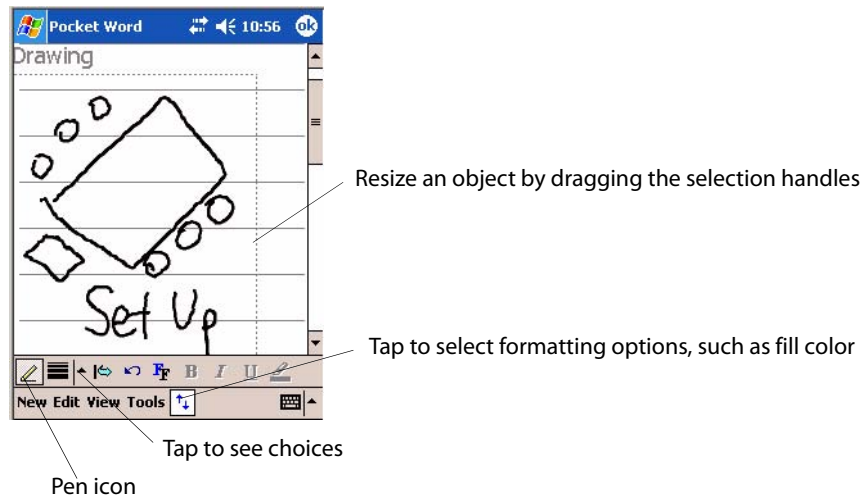 Pocket Word 10:56 ok
Drawing
Set Up
Resize an object by dragging the selection handles
Tap to select formatting options, such as fill color
FF B I U
New Edit View Tools
Tap to see choices
Pen icon